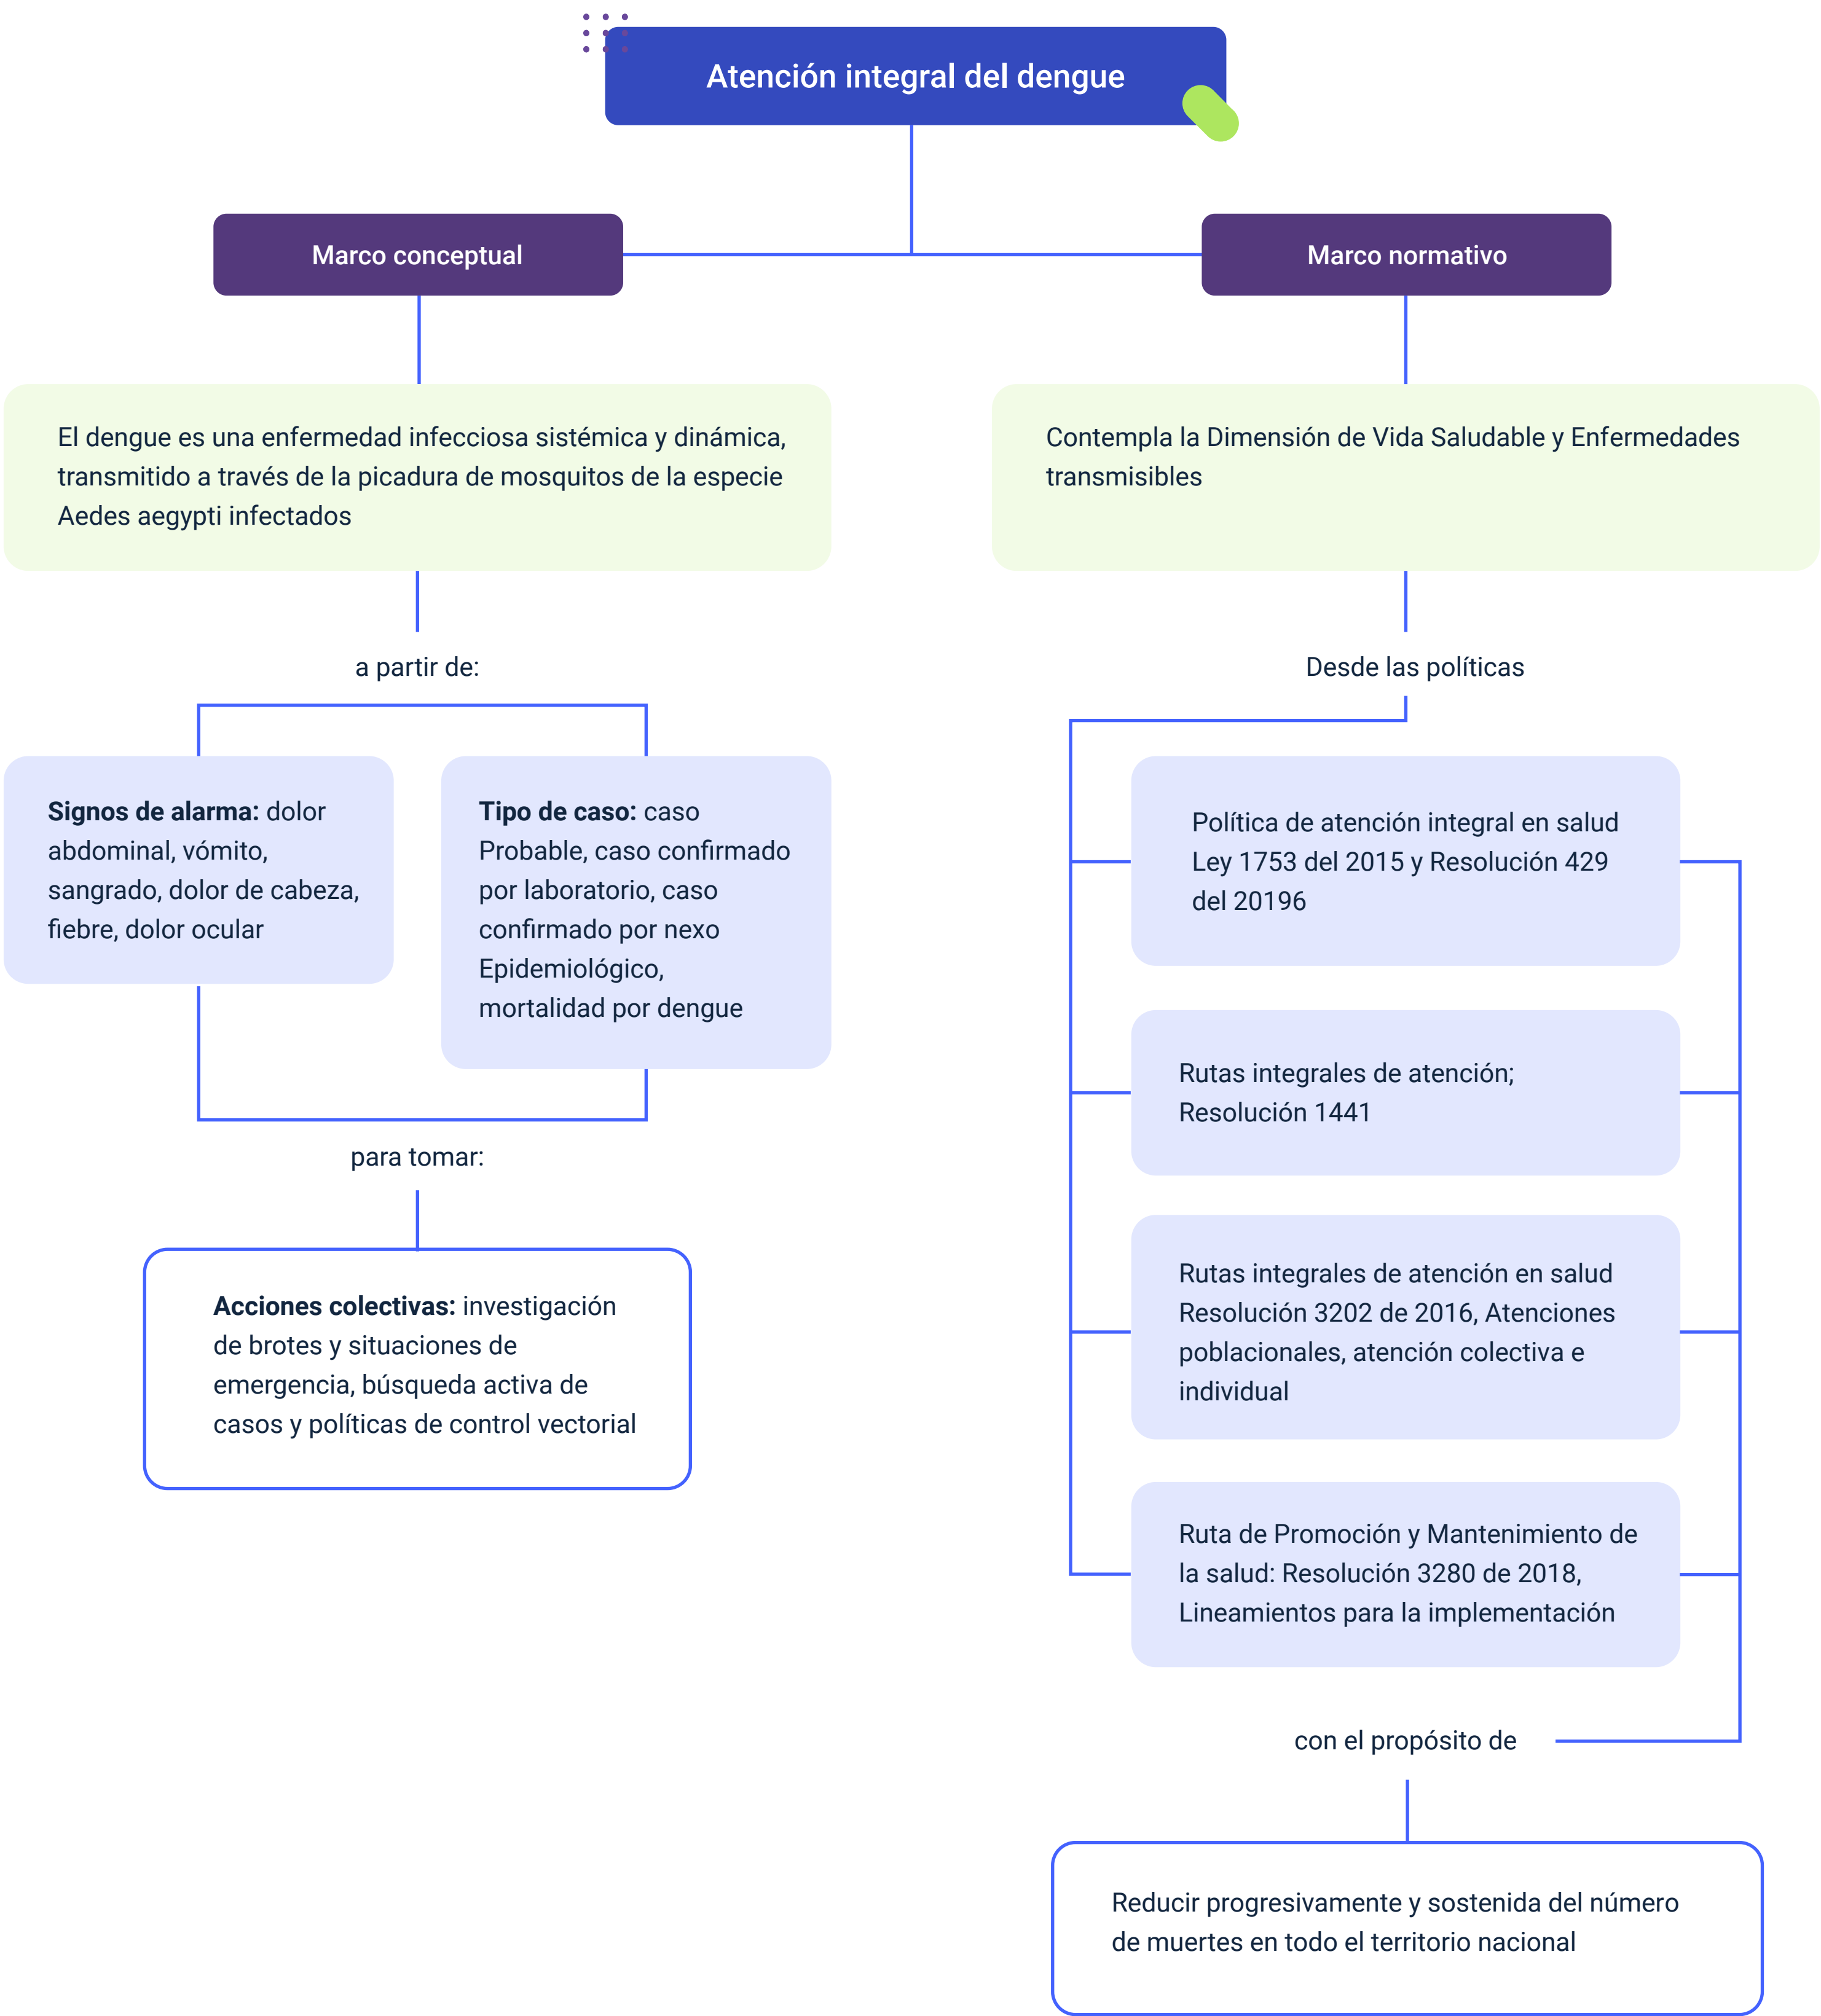 Atención integral del dengue
Marco conceptual
Marco normativo
El dengue es una enfermedad infecciosa sistémica y dinámica,
transmitido a través de la picadura de mosquitos de la especie
Aedes aegypti infectados
Contempla la Dimensión de Vida Saludable y Enfermedades
transmisibles
a partir de:
Desde las políticas
Signos de alarma: dolor
abdominal, vómito,
sangrado, dolor de cabeza,
fiebre, dolor ocular
Tipo de caso: caso
Probable, caso confirmado
por laboratorio, caso
confirmado por nexo
Epidemiológico,
mortalidad por dengue
para tomar:
Acciones colectivas: investigación
de brotes y situaciones de
emergencia, búsqueda activa de
casos y políticas de control vectorial
Política de atención integral en salud
Ley 1753 del 2015 y Resolución 429
del 20196
Rutas integrales de atención;
Resolución 1441
Rutas integrales de atención en salud
Resolución 3202 de 2016, Atenciones
poblacionales, atención colectiva e
individual
Ruta de Promoción y Mantenimiento de
la salud: Resolución 3280 de 2018,
Lineamientos para la implementación
con el propósito de
Reducir progresivamente y sostenida del número
de muertes en todo el territorio nacional